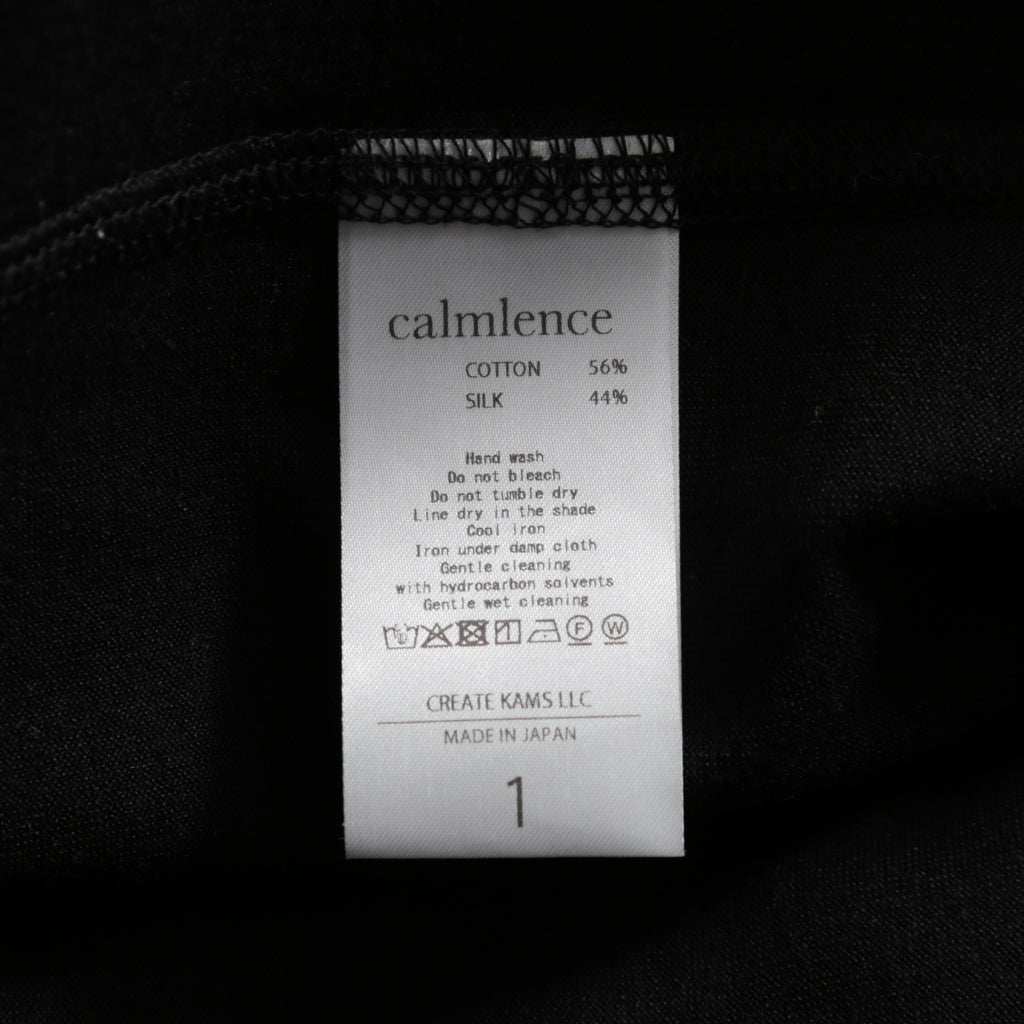 calmlence
COTTON 56%
SILK 44%
Hand wash
Do not bleach
Do not tumble dry
Line dry in the shade
Cool iron
Iron under damp cloth
Gentle cleaning
with hydrocarbon solvents
Gentle wet cleaning
F W
CREATE KAMS LLC
MADE IN JAPAN
1